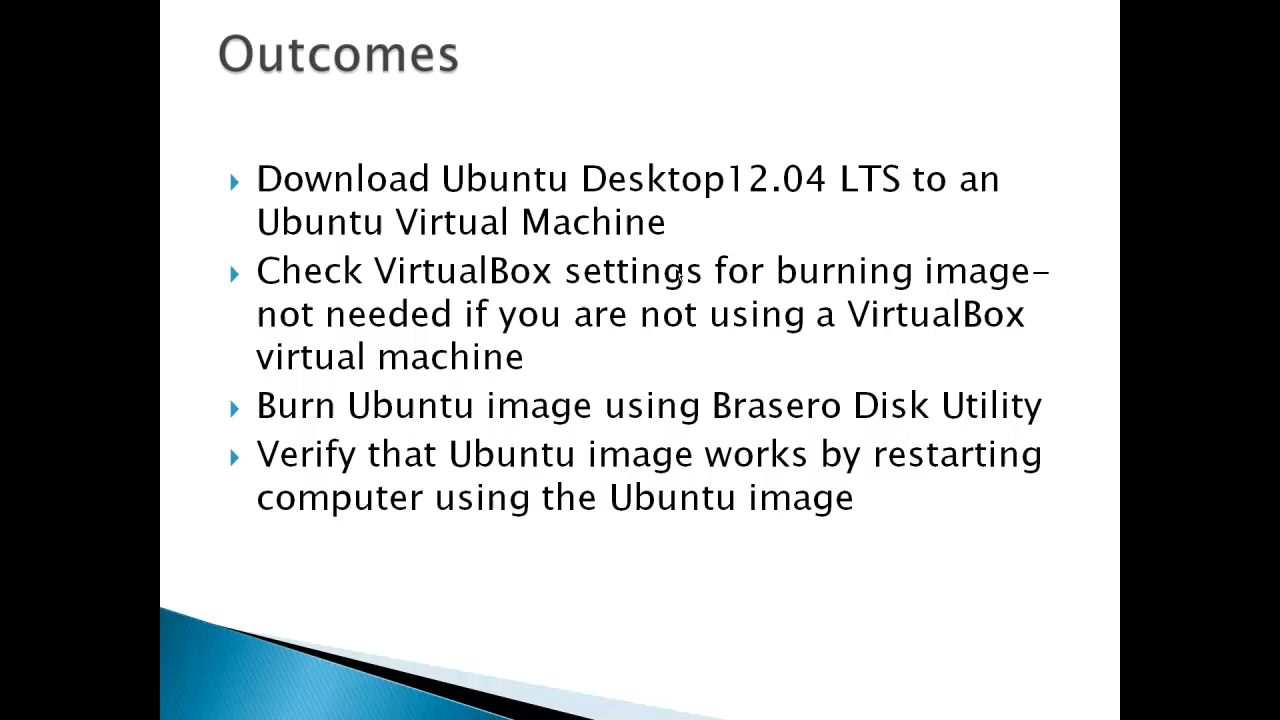 Outcomes
Download Ubuntu Desktop12.04 LTS to an
Ubuntu Virtual Machine
Check VirtualBox settings for burning image-
not needed if you are not using a VirtualBox
virtual machine
Burn Ubuntu image using Brasero Disk Utility
Verify that Ubuntu image works by restarting
computer using the Ubuntu image